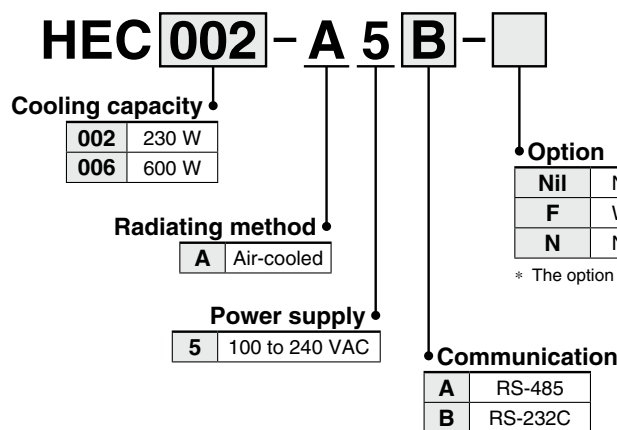 HEC 002 – A 5 B –
Cooling capacity
002 230 W
006 600 W
Radiating method
A Air-cooled
Power supply
5 100 to 240 VAC
Option
Nil
F
N
* The option
Communication
A RS-485
B RS-232C